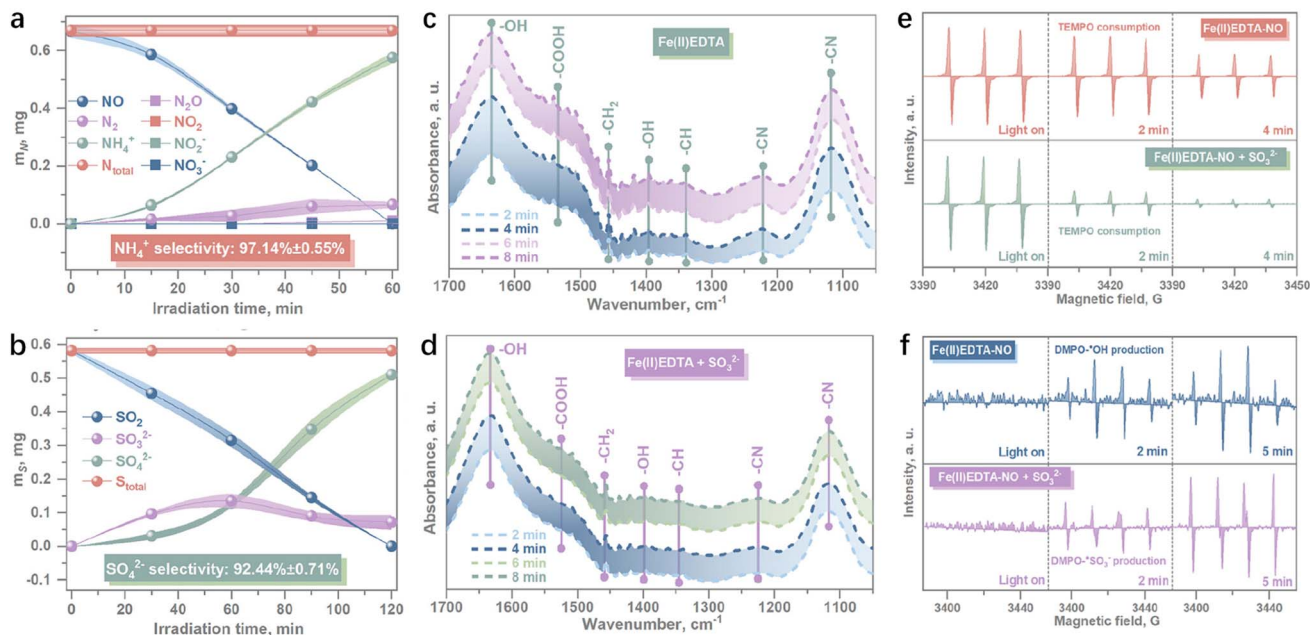 a
m_N, mg
0.6
0.4
0.2
0.0
NO
N₂
NH₄⁺
N_total
N₂O
NO₂
NO₂⁻
NO₃⁻
NH₄⁺ selectivity: 97.14%±0.55%
0 10 20 30 40 50 60
Irradiation time, min
b
m_S, mg
0.6
0.5
0.4
0.3
0.2
0.1
0.0
-0.1
SO₂
SO₃²⁻
SO₄²⁻
S_total
SO₄²⁻ selectivity: 92.44%±0.71%
0 20 40 60 80 100 120
Irradiation time, min
c
Absorbance, a. u.
-OH
Fe(II)EDTA
-COOH
-CH₂
-OH
-CH
-CN
-CN
2 min
4 min
6 min
8 min
1700 1600 1500 1400 1300 1200 1100
Wavenumber, cm⁻¹
d
Absorbance, a. u.
-OH
Fe(II)EDTA + SO₃²⁻
-COOH
-CH₂
-OH
-CH
-CN
-CN
2 min
4 min
6 min
8 min
1700 1600 1500 1400 1300 1200 1100
Wavenumber, cm⁻¹
e
Intensity, a. u.
TEMPO consumption
Fe(II)EDTA-NO
Light on
2 min
4 min
Fe(II)EDTA-NO + SO₃²⁻
TEMPO consumption
Light on
2 min
4 min
3390 3420 3390 3420 3390 3420 3450
Magnetic field, G
f
Intensity, a. u.
Fe(II)EDTA-NO
DMPO-•OH production
Light on
2 min
5 min
Fe(II)EDTA-NO + SO₃²⁻
DMPO-•SO₃⁻ production
Light on
2 min
5 min
3400 3440 3400 3440 3400 3440
Magnetic field, G